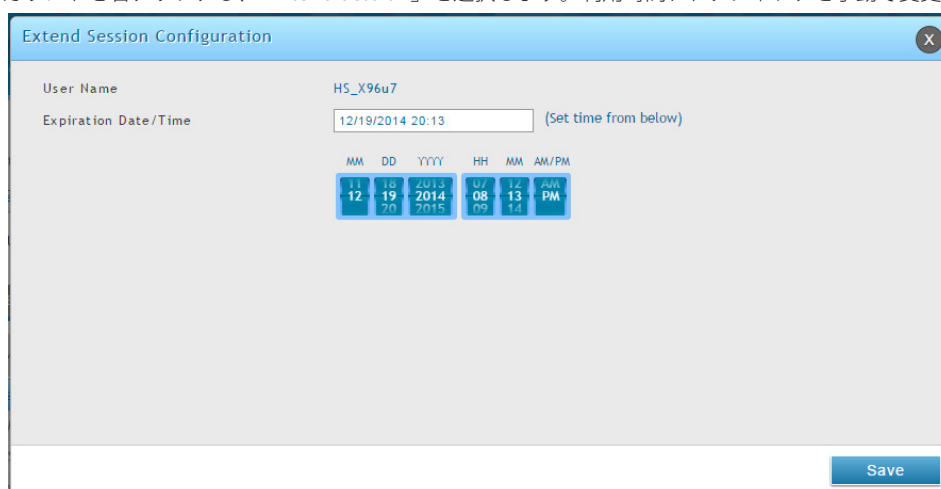 Extend Session Configuration
X
User Name HS_X96u7
Expiration Date/Time 12/19/2014 20:13 (Set time from below)
MM DD YYYY HH MM AM/PM
11 18 2013 07 12 AM
12 19 2014 08 13 PM
20 2015 09 14
Save